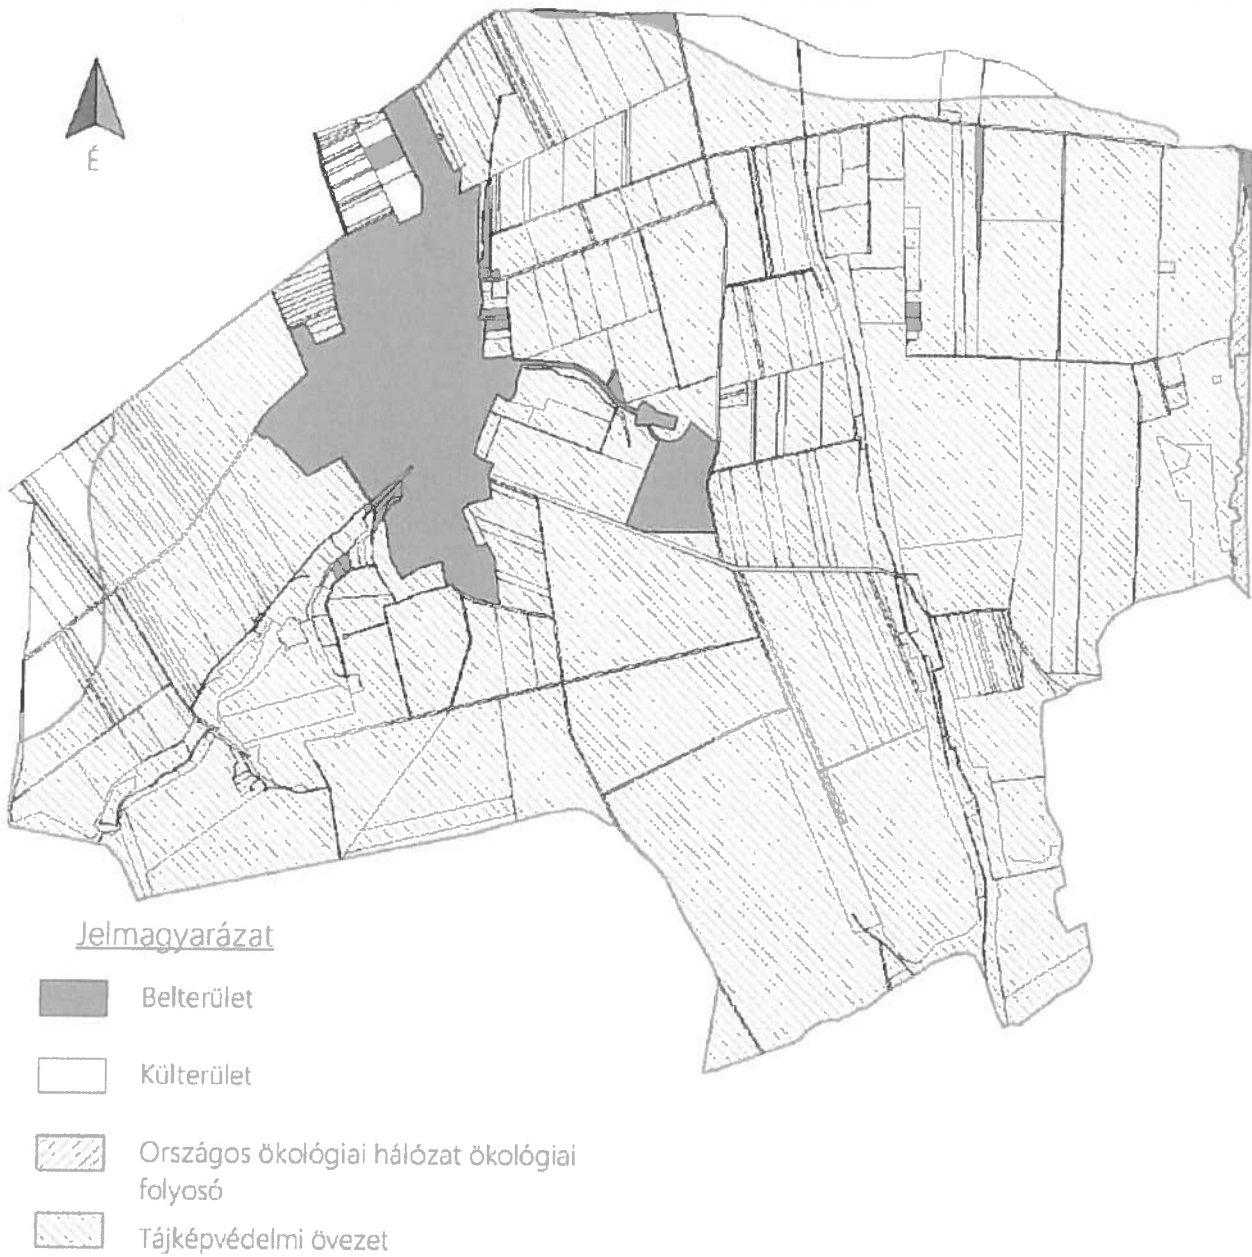 É
Jelmagyarázat
Belterület
Külterület
Országos ökológiai hálózat ökológiai
folyosó
Tájképvédelmi övezet